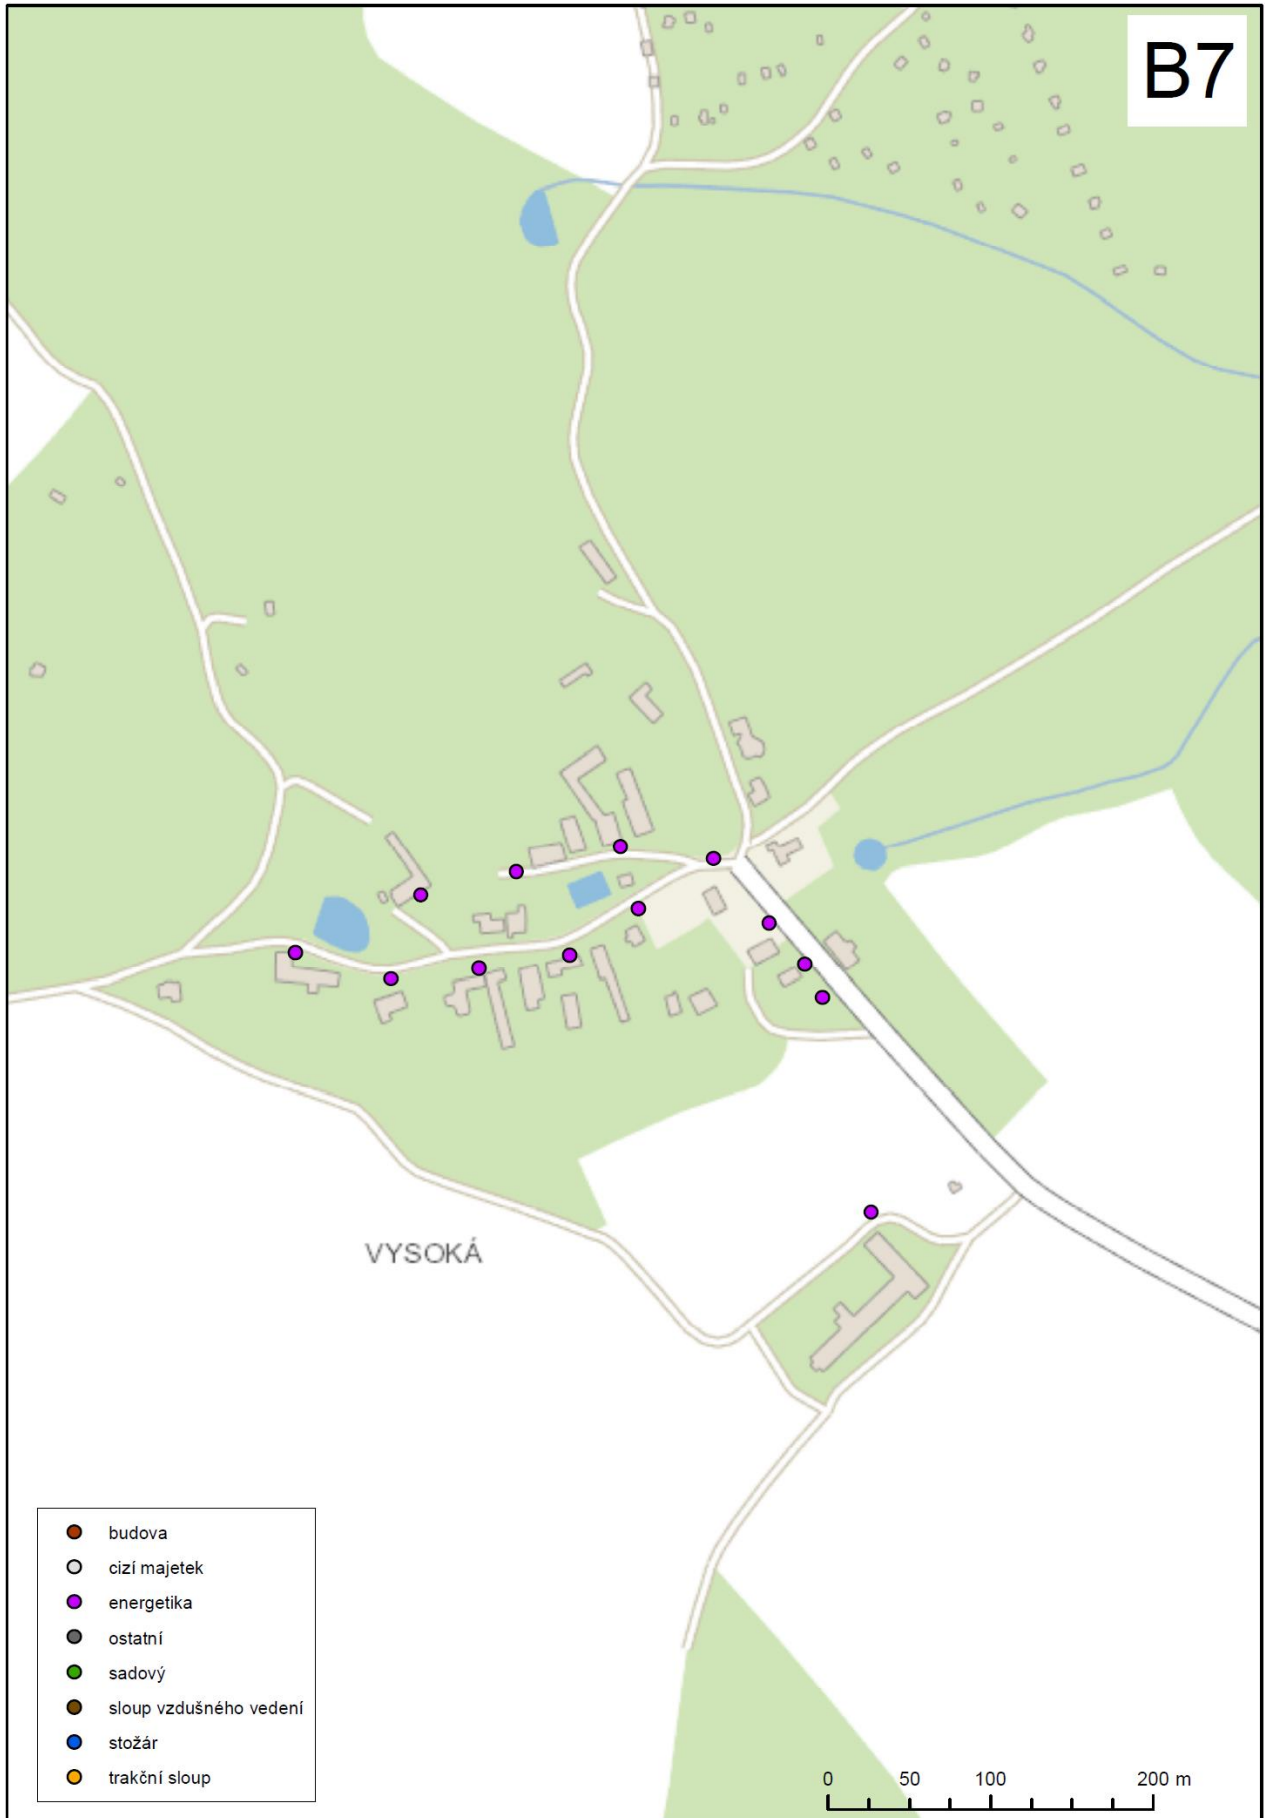 B7
VYSOKÁ
budova
cizí majetek
energetika
ostatní
sadový
sloup vzdušného vedení
stožár
trakční sloup
0 50 100 200 m